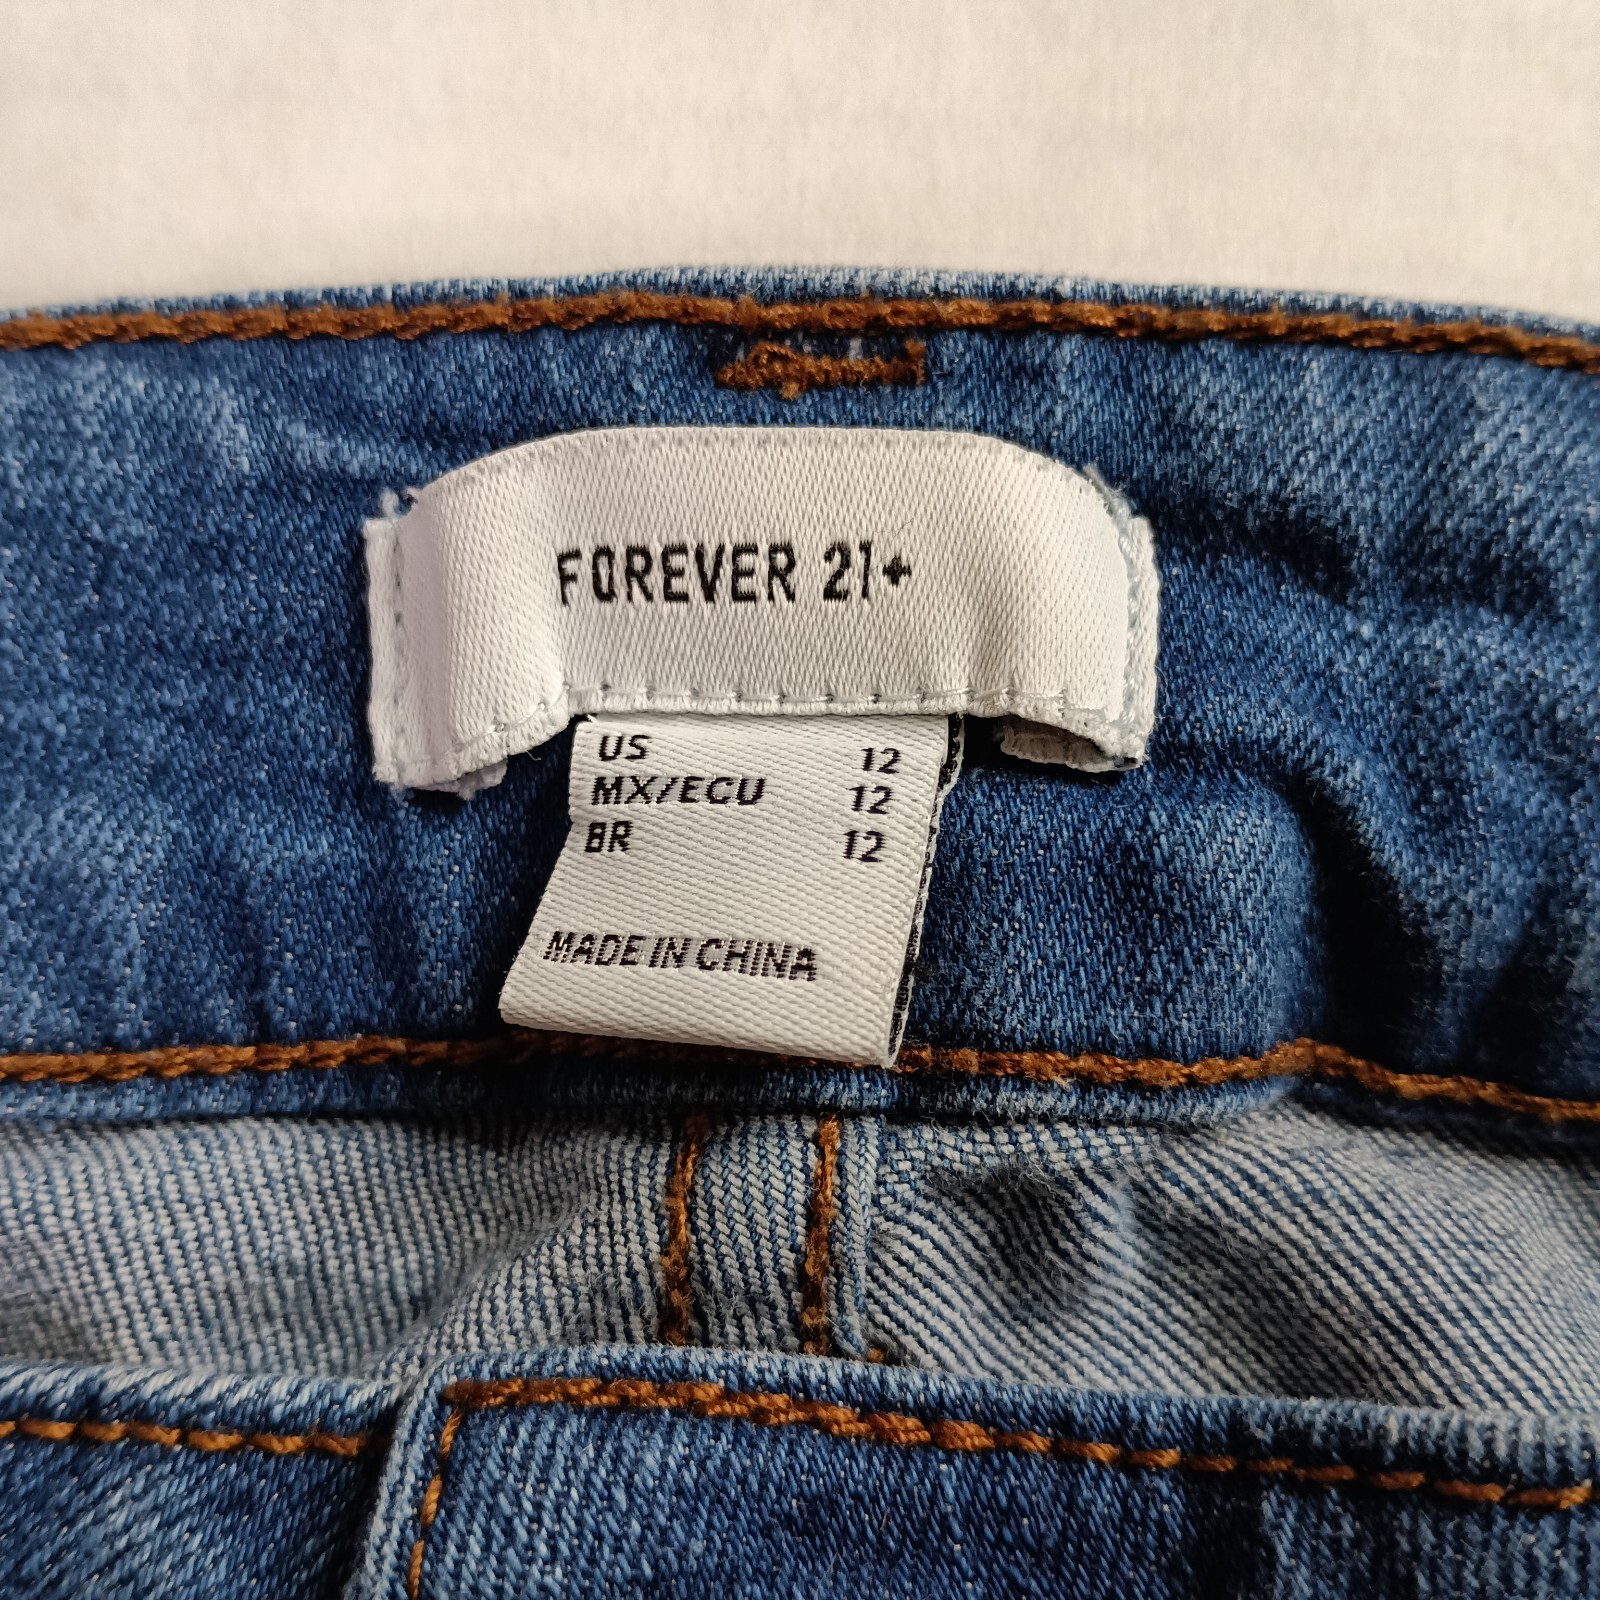 FOREVER 21+
US 12
MX/ECU 12
BR 12
MADE IN CHINA